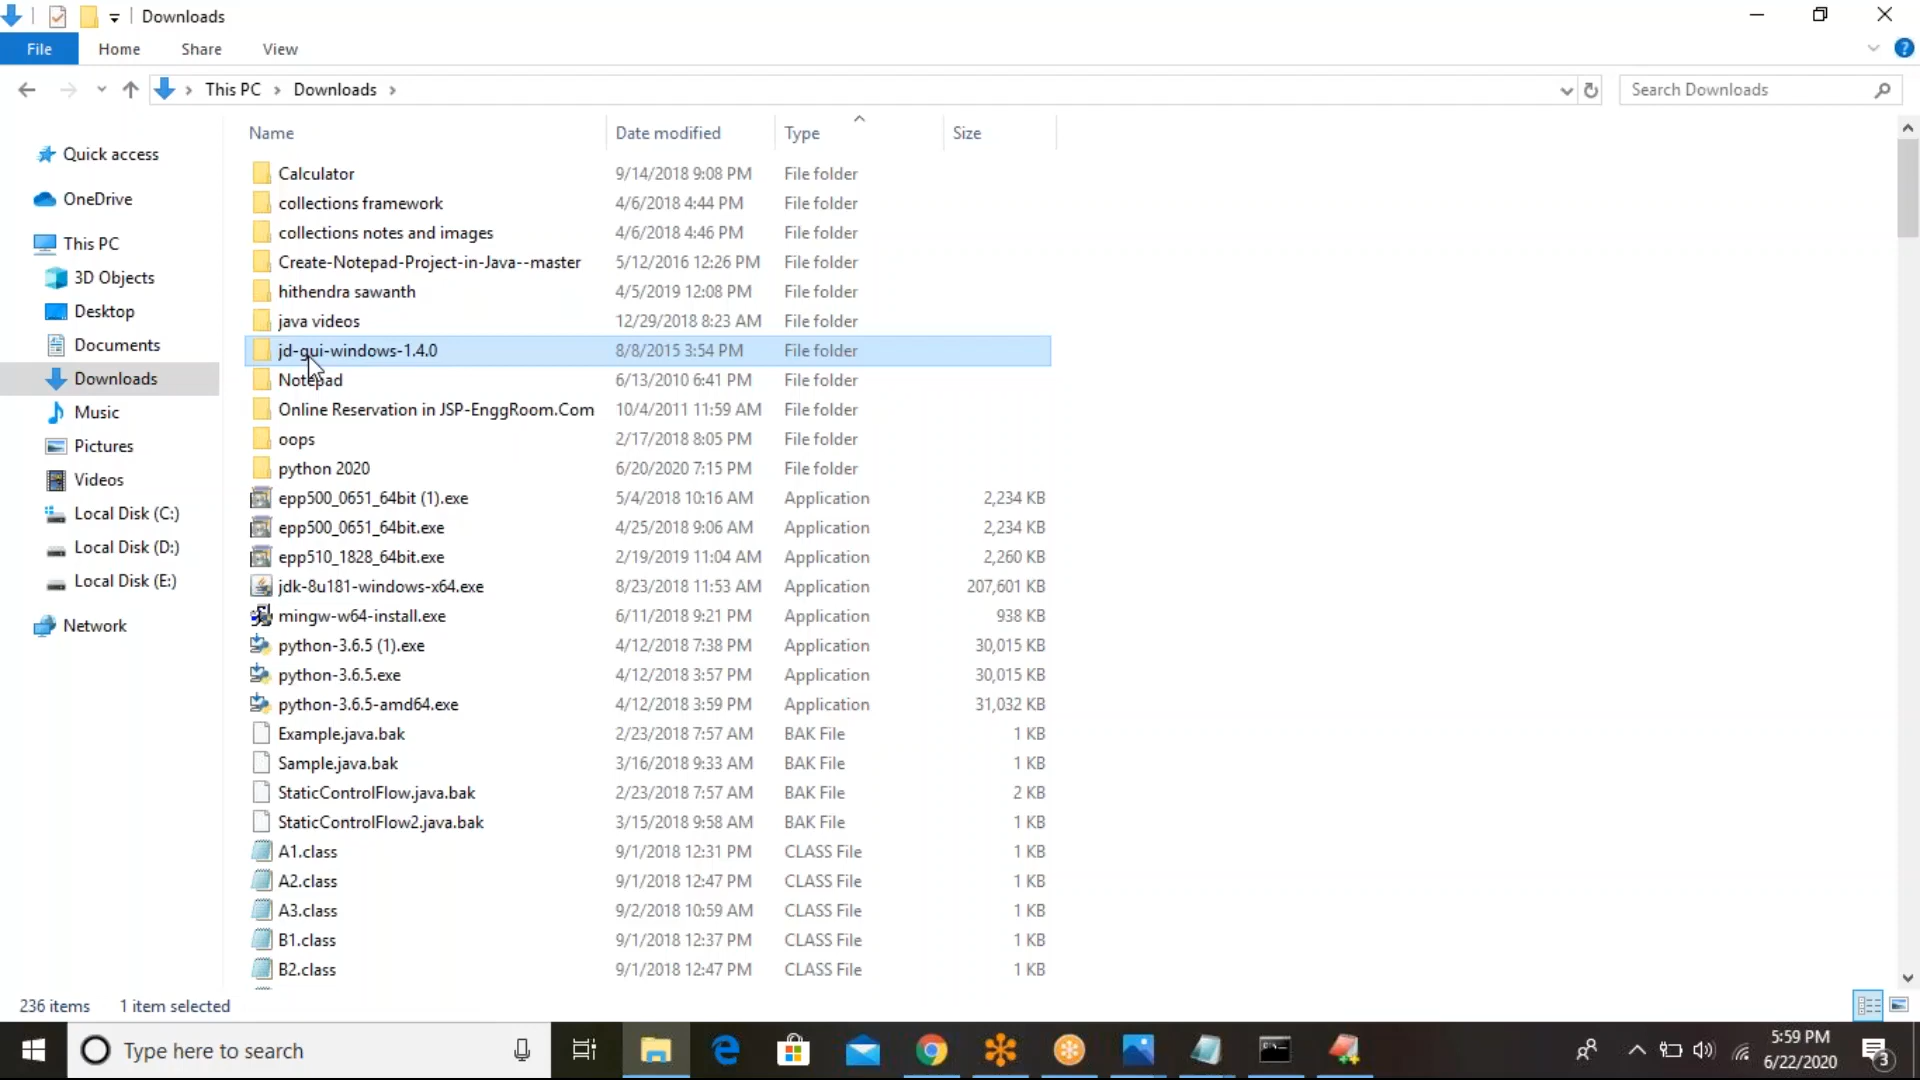 Downloads
File Home Share View
This PC Downloads
Search Downloads
Name Date modified Type Size
Quick access
OneDrive
This PC
3D Objects
Desktop
Documents
Downloads
Music
Pictures
Videos
Local Disk (C:)
Local Disk (D:)
Local Disk (E:)
Network
Calculator 9/14/2018 9:08 PM File folder
collections framework 4/6/2018 4:44 PM File folder
collections notes and images 4/6/2018 4:46 PM File folder
Create-Notepad-Project-in-Java--master 5/12/2016 12:26 PM File folder
hithendra sawanth 4/5/2019 12:08 PM File folder
java videos 12/29/2018 8:23 AM File folder
jd-gui-windows-1.4.0 8/8/2015 3:54 PM File folder
Notepad 6/13/2010 6:41 PM File folder
Online Reservation in JSP-EnggRoom.Com 10/4/2011 11:59 AM File folder
oops 2/17/2018 8:05 PM File folder
python 2020 6/20/2020 7:15 PM File folder
epp500_0651_64bit (1).exe 5/4/2018 10:16 AM Application 2,234 KB
epp500_0651_64bit.exe 4/25/2018 9:06 AM Application 2,234 KB
epp510_1828_64bit.exe 2/19/2019 11:04 AM Application 2,260 KB
jdk-8u181-windows-x64.exe 8/23/2018 11:53 AM Application 207,601 KB
mingw-w64-install.exe 6/11/2018 9:21 PM Application 938 KB
python-3.6.5 (1).exe 4/12/2018 7:38 PM Application 30,015 KB
python-3.6.5.exe 4/12/2018 3:57 PM Application 30,015 KB
python-3.6.5-amd64.exe 4/12/2018 3:59 PM Application 31,032 KB
Example.java.bak 2/23/2018 7:57 AM BAK File 1 KB
Sample.java.bak 3/16/2018 9:33 AM BAK File 1 KB
StaticControlFlow.java.bak 2/23/2018 7:57 AM BAK File 2 KB
StaticControlFlow2.java.bak 3/15/2018 9:58 AM BAK File 1 KB
A1.class 9/1/2018 12:31 PM CLASS File 1 KB
A2.class 9/1/2018 12:47 PM CLASS File 1 KB
A3.class 9/2/2018 10:59 AM CLASS File 1 KB
B1.class 9/1/2018 12:37 PM CLASS File 1 KB
B2.class 9/1/2018 12:47 PM CLASS File 1 KB
236 items 1 item selected
Type here to search
5:59 PM
6/22/2020
3